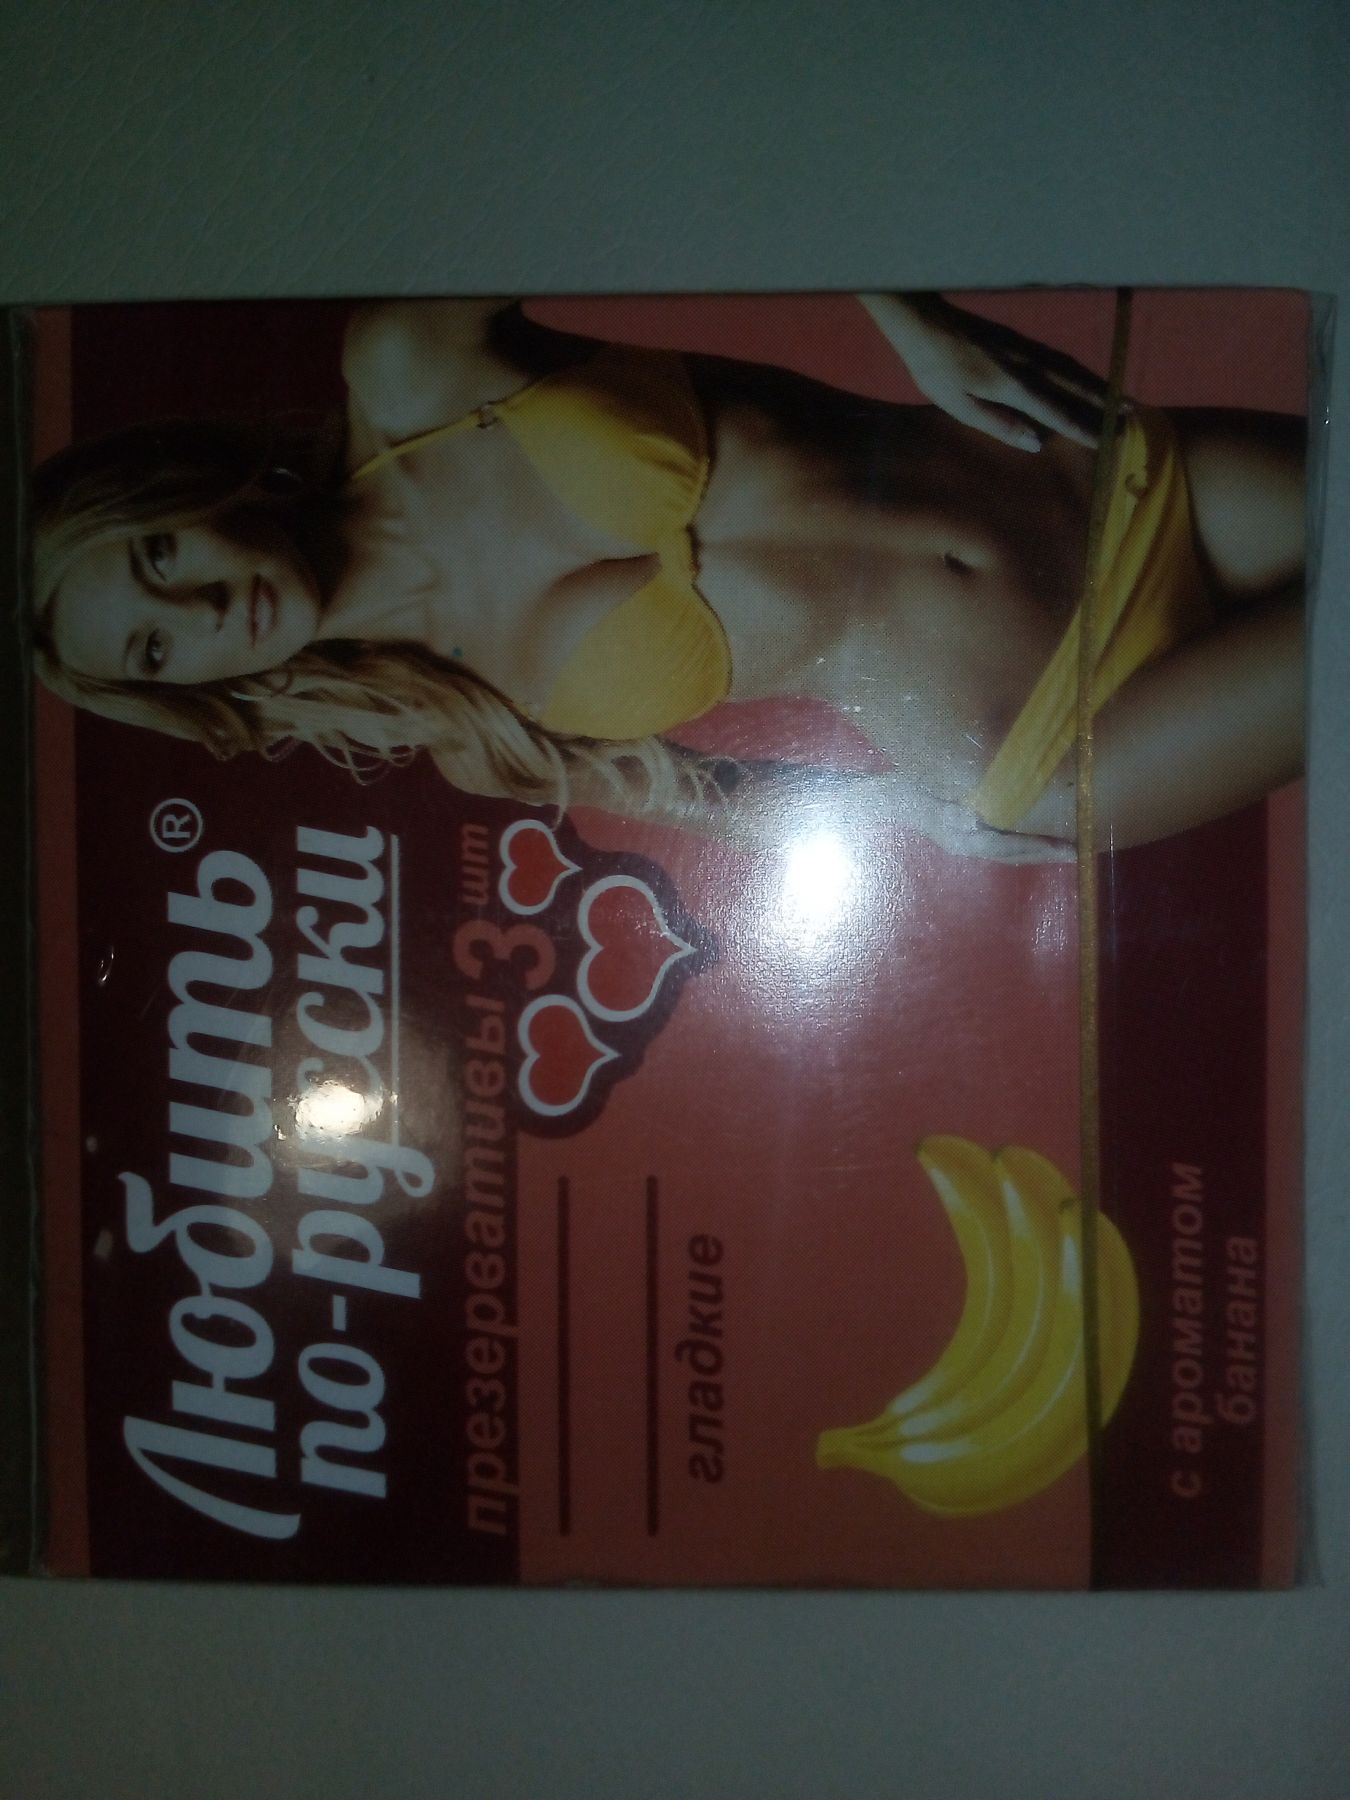 Любить®
по-русски
презервативы 3 шт
гладкие
с ароматом
банана